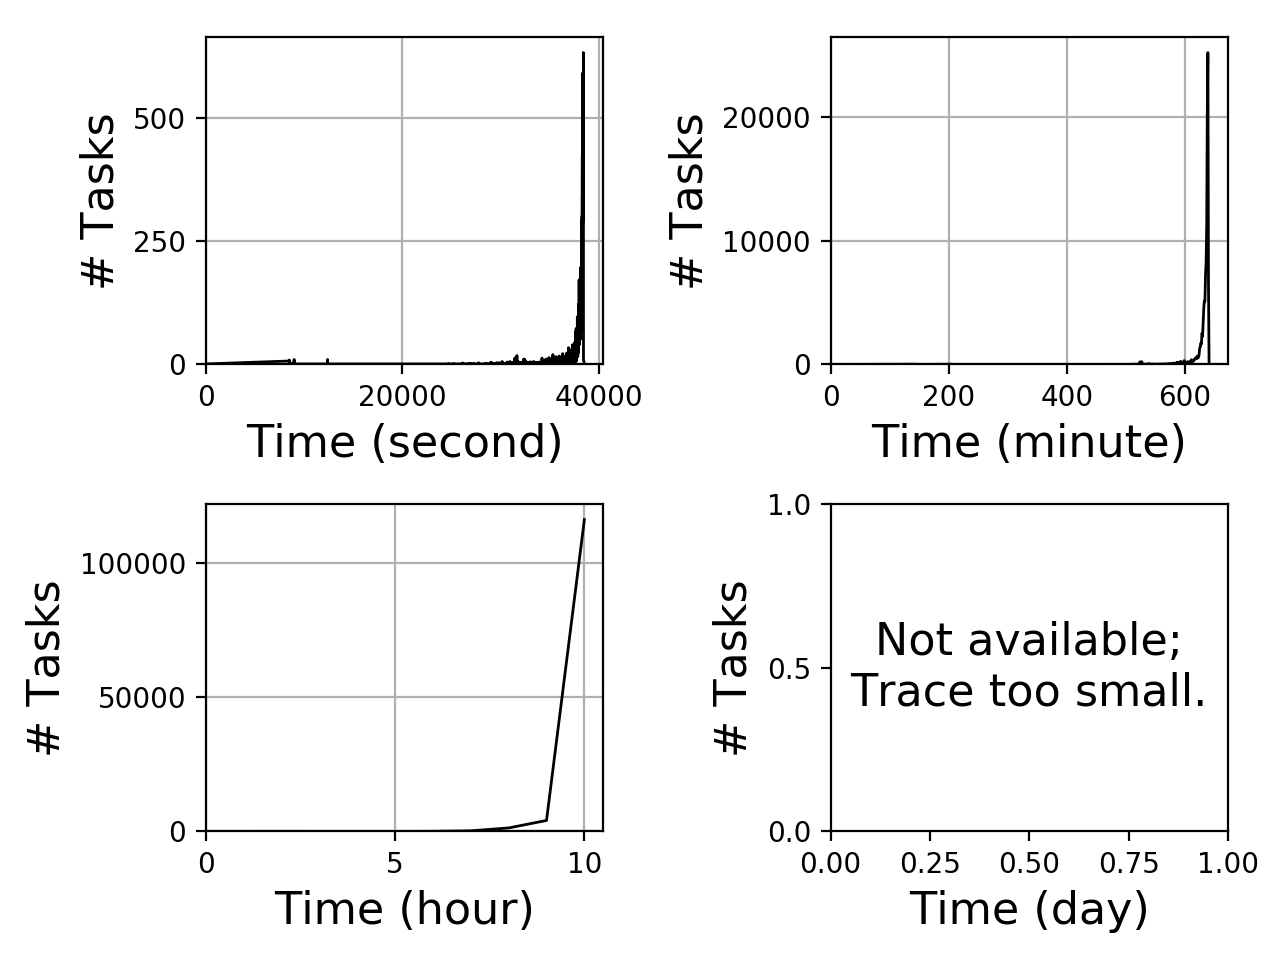 # Tasks
500
250
0
0 20000 40000
Time (second)
# Tasks
20000
10000
0
0 200 400 600
Time (minute)
# Tasks
100000
50000
0
0 5 10
Time (hour)
# Tasks
1.0
0.5
0.0
Not available;
Trace too small.
0.00 0.25 0.50 0.75 1.00
Time (day)